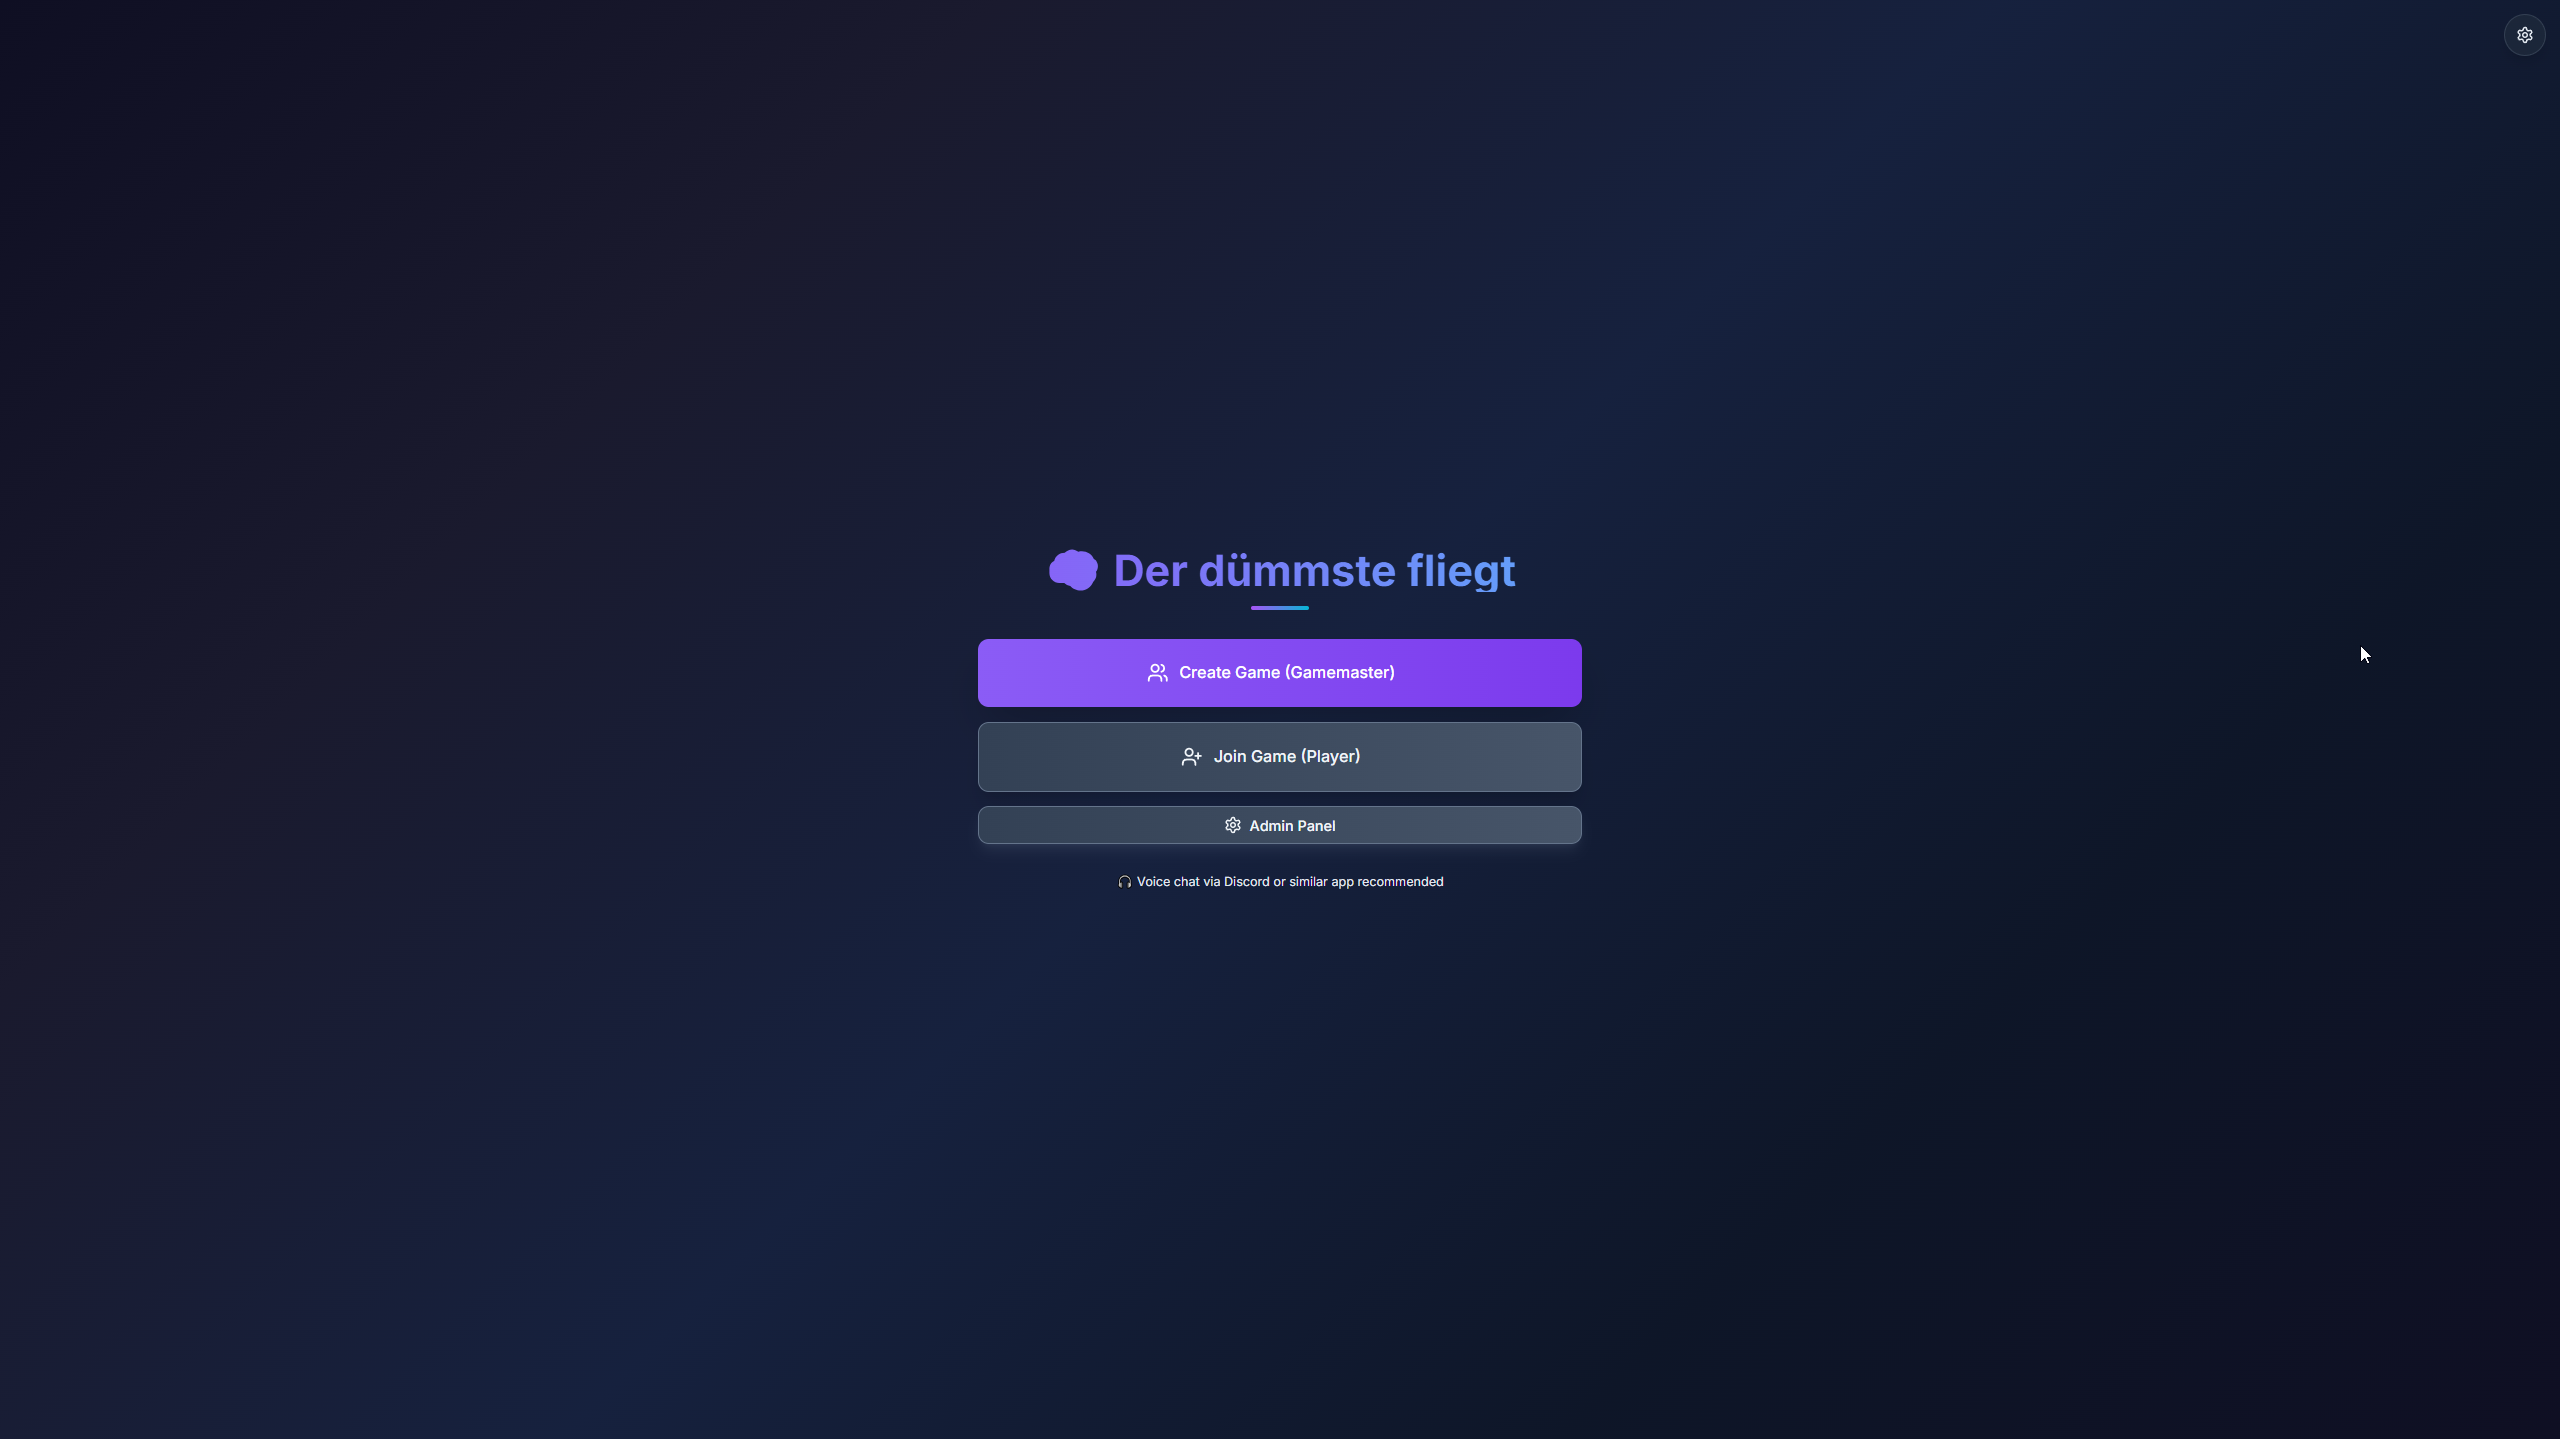 Der dümmste fliegt
Create Game (Gamemaster)
Join Game (Player)
Admin Panel
🎧 Voice chat via Discord or similar app recommended